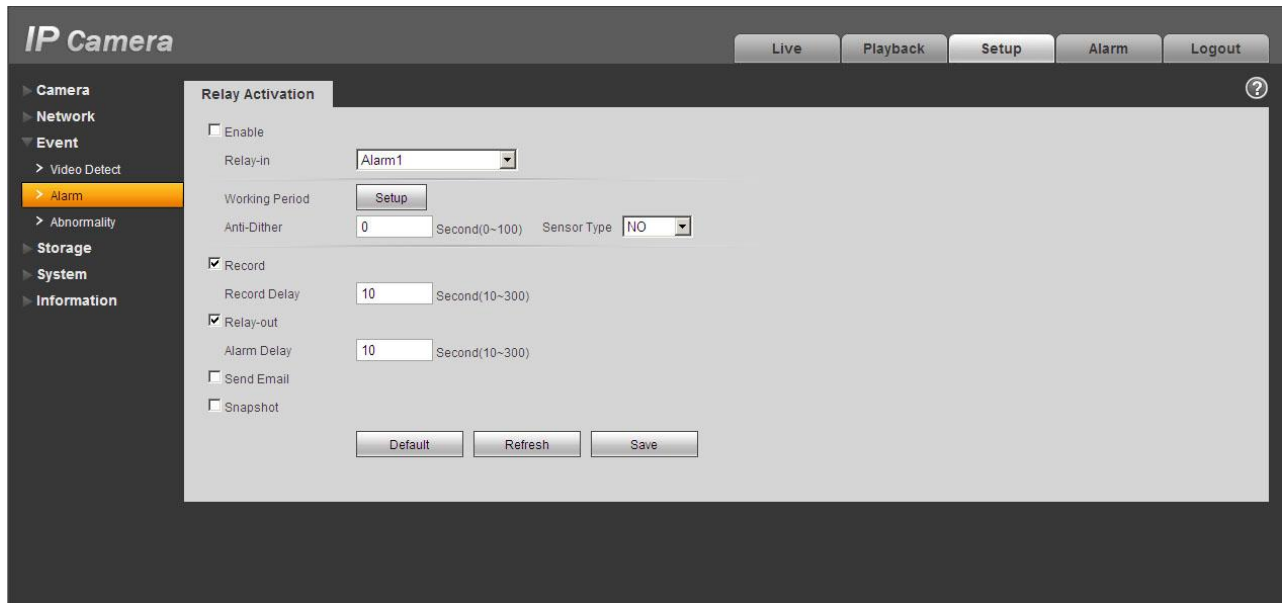 IP Camera
Live Playback Setup Alarm Logout
Camera
Network
Event
> Video Detect
> Alarm
> Abnormality
Storage
System
Information
Relay Activation
?
Enable
Relay-in Alarm1
Working Period Setup
Anti-Dither 0 Second(0~100) Sensor Type NO
Record
Record Delay 10 Second(10~300)
Relay-out
Alarm Delay 10 Second(10~300)
Send Email
Snapshot
Default Refresh Save